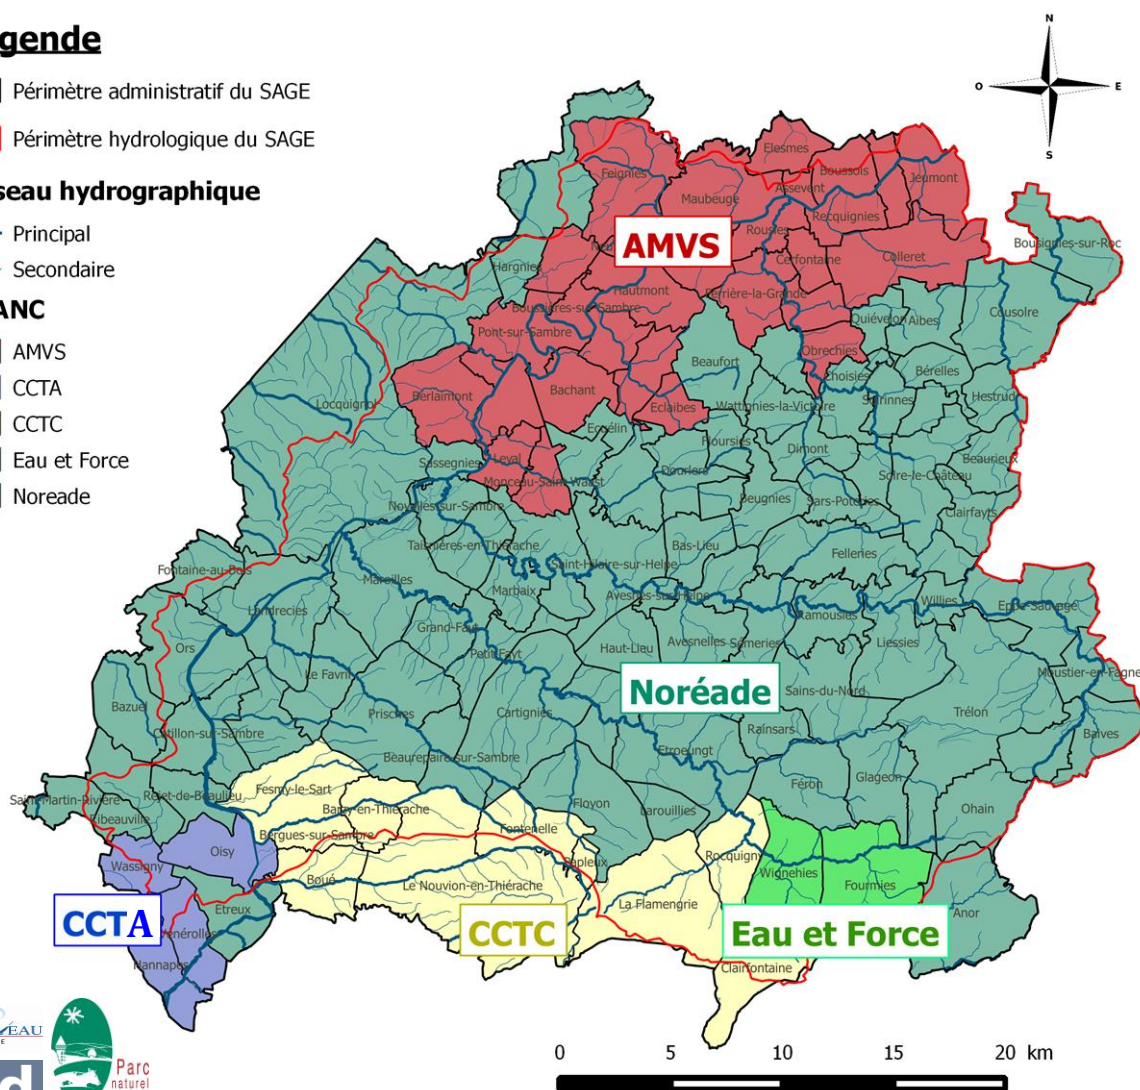 gende
Périmètre administratif du SAGE
Périmètre hydrologique du SAGE
seau hydrographique
Principal
Secondaire
ANC
AMVS
CCTA
CCTC
Eau et Force
Noreade
N
O
E
S
Elesmes
Feignies
Boussois
Jeumont
Maubeuge
Assevent
Recquignies
Rousies
Bousignies-sur-Roc
AMVS
Cerfontaine
Colleret
Hargnies
Hautmont
Ferrière-la-Grande
Boussières-sur-Sambre
Cousolre
Quiévelon
Aibes
Pont-sur-Sambre
Obrechies
Beaufort
Choisies
Bérelles
Bachant
Berlaimont
Hestrud
Locquignol
Eclaibes
Wattignies-la-Victoire
Solrinnes
Ecuélin
Floursies
Dimont
Leval
Sassegnies
Dourlers
Beaurieux
Solre-le-Château
Monceau-Saint-Waast
Beugnies
Sars-Poteries
Noyelles-sur-Sambre
Clairfayts
Taisnières-en-Thiérache
Bas-Lieu
Felleries
Fontaine-au-Bois
Saint-Hilaire-sur-Helpe
Maroilles
Marbaix
Avesnes-sur-Helpe
Willies
Eppe-Sauvage
Landrecies
Ramousies
Grand-Fayt
Ors
Haut-Lieu
Avesnelles
Sémeries
Liessies
Petit-Fayt
Le Favril
Moustier-en-Fagne
Noréade
Sains-du-Nord
Bazuel
Prisches
Cartignies
Trélon
Catillon-sur-Sambre
Rainsars
Baives
Etroeungt
Beaurepaire-sur-Sambre
Glageon
Féron
Fesmy-le-Sart
Rejet-de-Beaulieu
Saint-Martin-Rivière
Floyon
Larouillies
Ohain
Barzy-en-Thiérache
Ribeauville
Fontenelle
Bergues-sur-Sambre
Oisy
Rocquigny
Papleux
Wassigny
Wignehies
Boué
Le Nouvion-en-Thiérache
Fourmies
La Flamengrie
Etreux
Anor
CCTA
CCTC
Eau et Force
Vénérolles
Hannapes
Clairfontaine
EAU
Parc
naturel
0 5 10 15 20 km